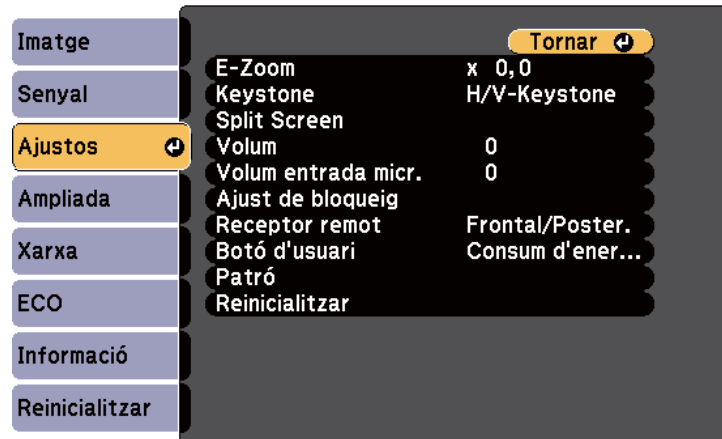 Imatge
Senyal
Ajustos
Ampliada
Xarxa
ECO
Informació
Reinicialitzar
Tornar
E-Zoom x 0,0
Keystone H/V-Keystone
Split Screen
Volum 0
Volum entrada micr. 0
Ajust de bloqueig
Receptor remot Frontal/Poster.
Botó d'usuari Consum d'ener...
Patró
Reinicialitzar